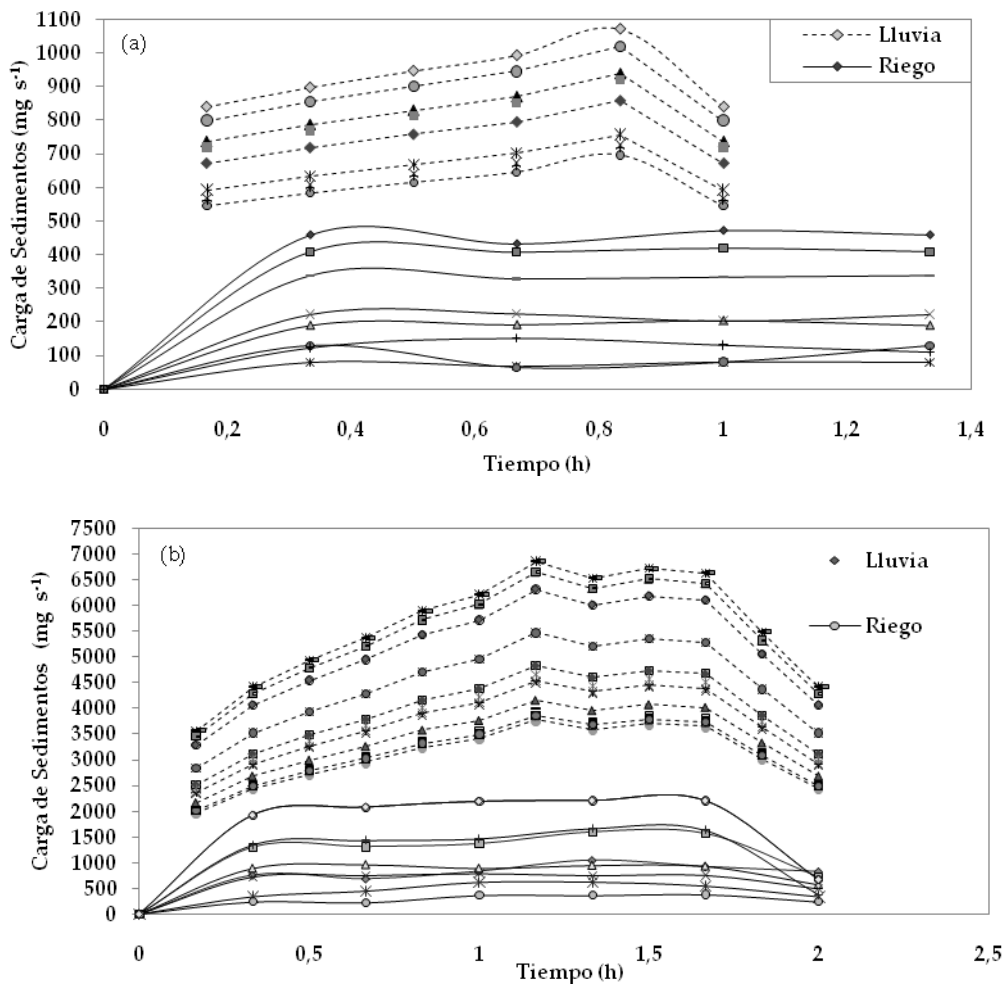 (a)
Lluvia
Riego
Carga de Sedimentos (mg s-1)
1100
1000
900
800
700
600
500
400
300
200
100
0
0 0,2 0,4 0,6 0,8 1 1,2 1,4
Tiempo (h)
(b)
Lluvia
Riego
Carga de Sedimentos (mg s-1)
7500
7000
6500
6000
5500
5000
4500
4000
3500
3000
2500
2000
1500
1000
500
0
0 0,5 1 1,5 2 2,5
Tiempo (h)